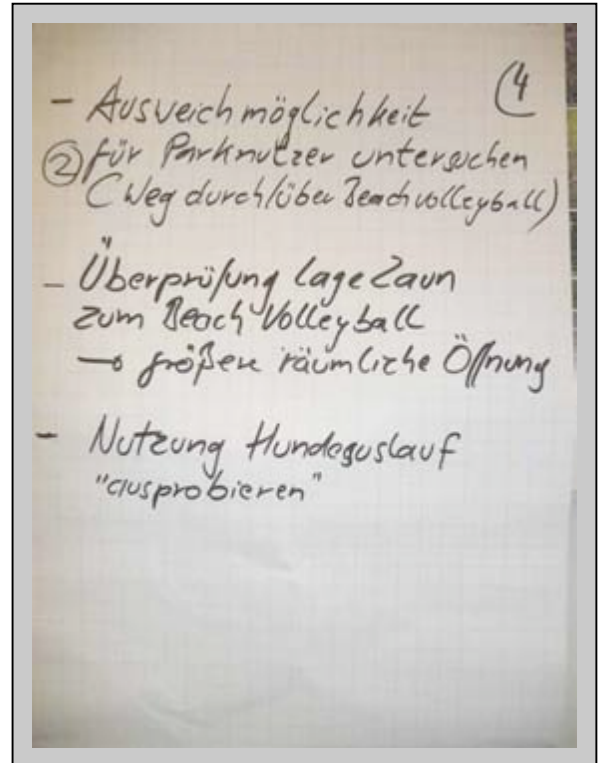 (4
- Ausweichmöglichkeit
② für Parknutzer untersuchen
(Weg durch/über Beachvolleyball)
- Überprüfung Lage Zaun
zum Beach Volleyball
→ größere räumliche Öffnung
- Nutzung Hundeauslauf
"ausprobieren"